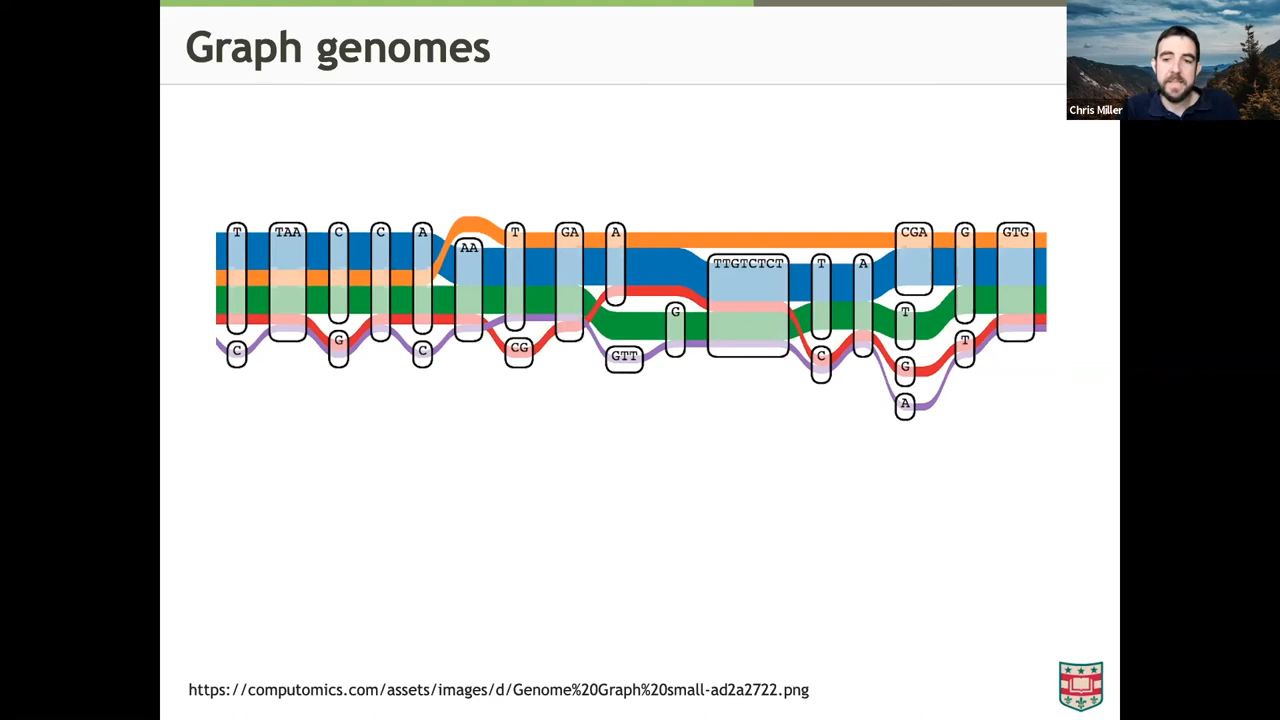 Graph genomes
Chris Miller
T TAA C C A T GA A CGA G GTG
AA
TTGTCTCT T A
G T
C G C CG GTT C G T
A
https://computomics.com/assets/images/d/Genome%20Graph%20small-ad2a2722.png